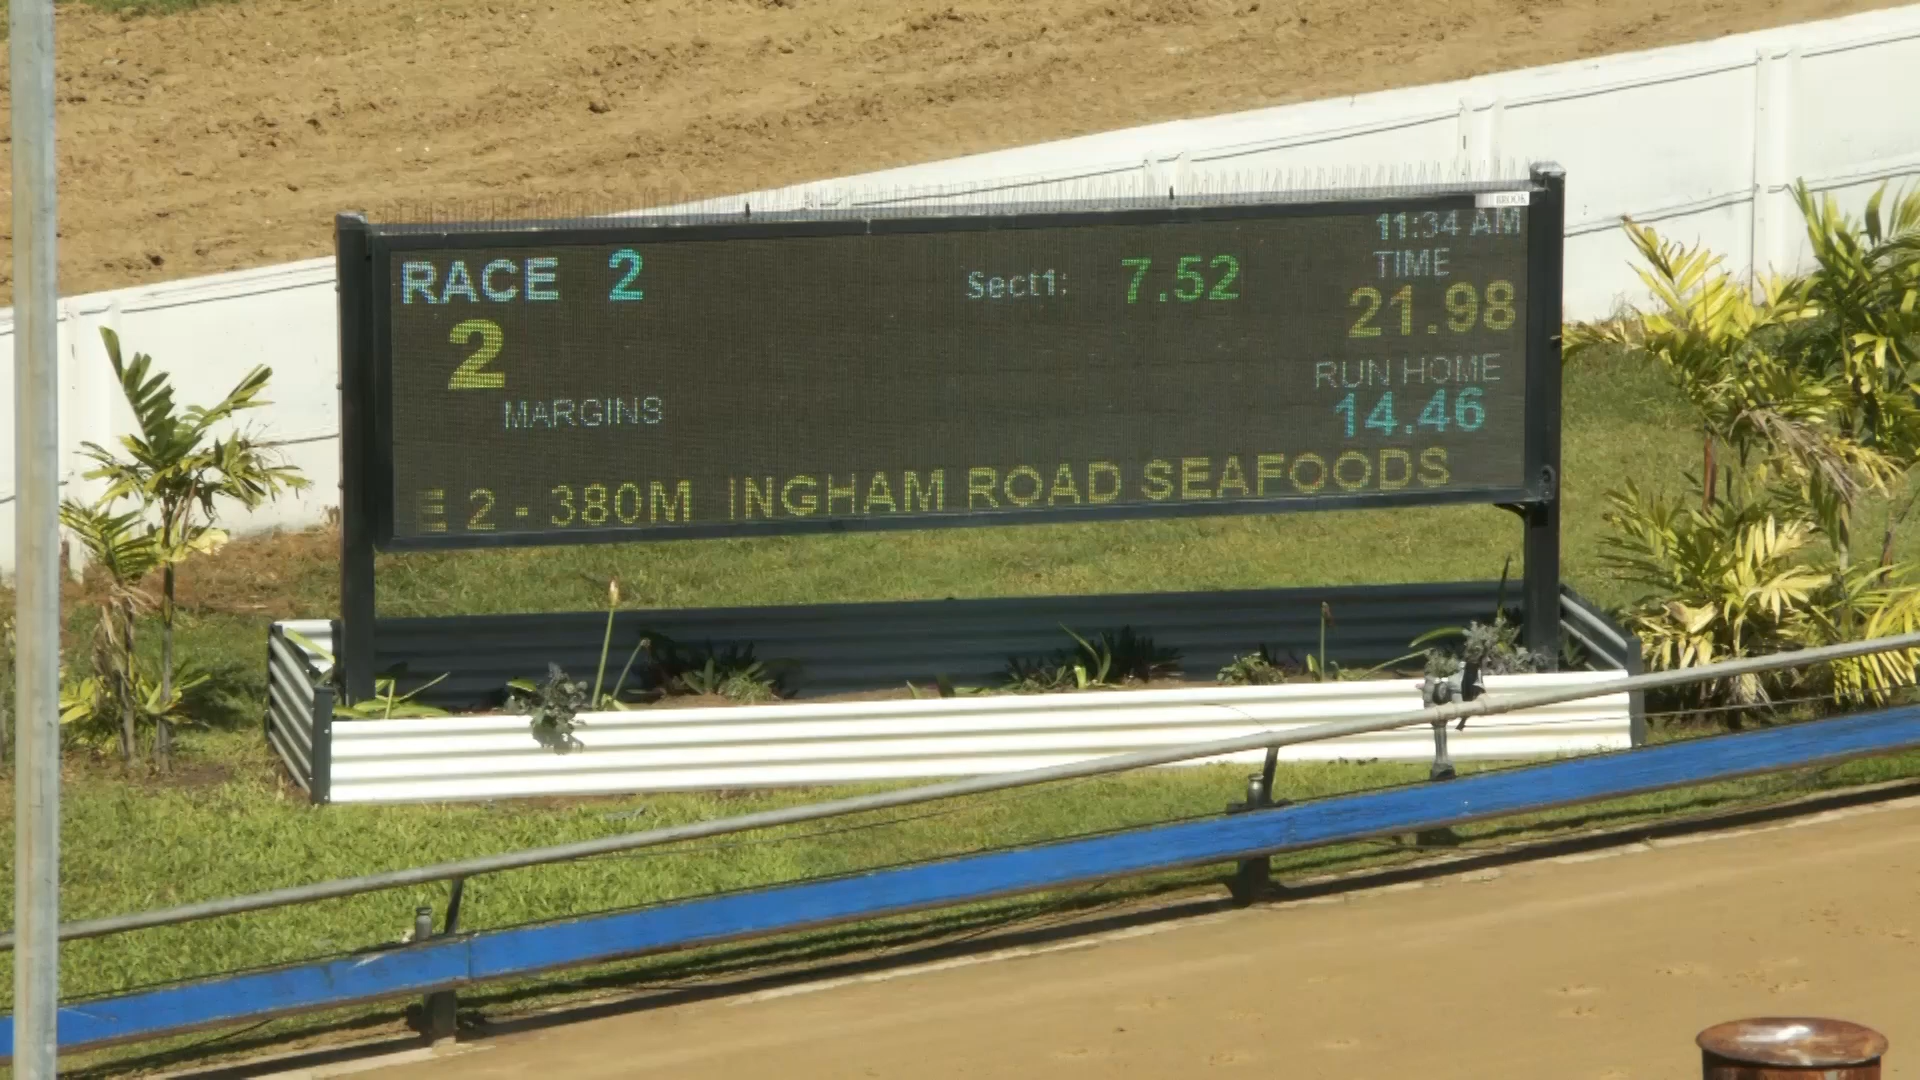 BROOK
11:34 AM
RACE 2 Sect1: 7.52 TIME
21.98
2
RUN HOME
MARGINS 14.46
E 2 - 380M INGHAM ROAD SEAFOODS